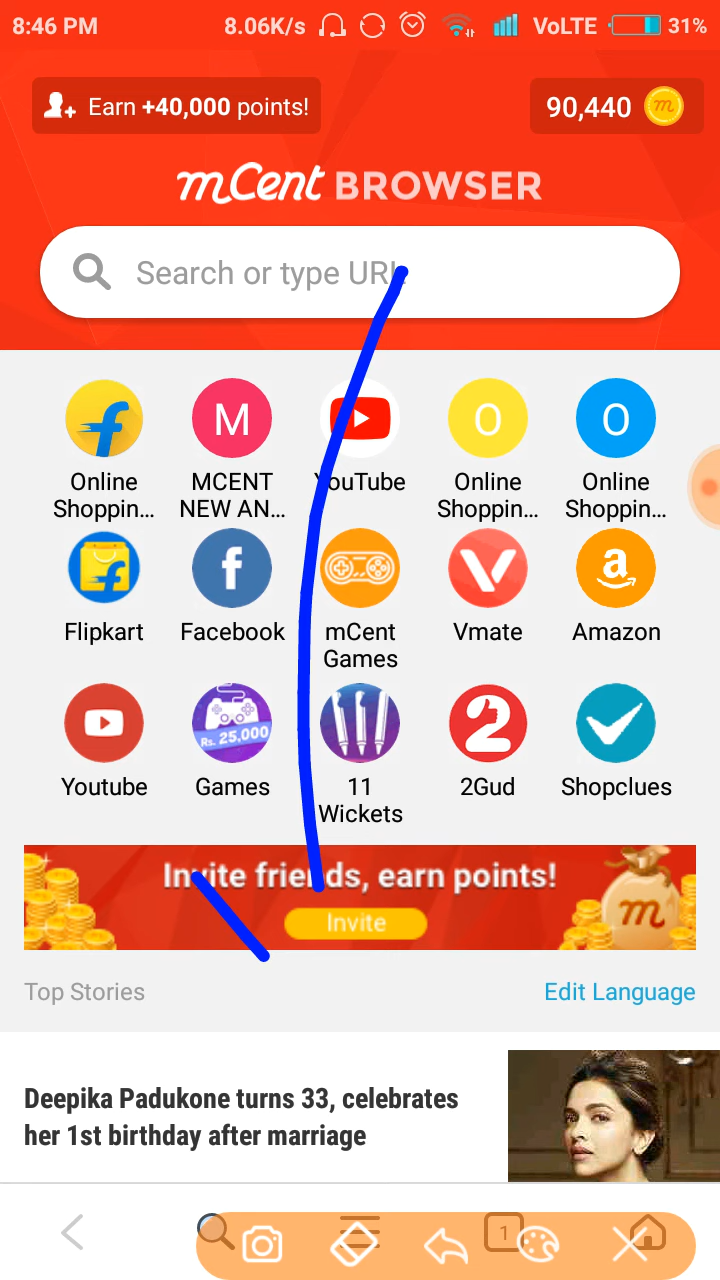 8:46 PM 8.06K/s VoLTE 31%
Earn +40,000 points! 90,440 m
mCent BROWSER
Search or type URL
f M O O
Online MCENT YouTube Online Online
Shoppin... NEW AN... Shoppin... Shoppin...
f f V a
Flipkart Facebook mCent Vmate Amazon
Games
Rs. 25,000 2
Youtube Games 11 2Gud Shopclues
Wickets
Invite friends, earn points!
m
Invite
Top Stories Edit Language
Deepika Padukone turns 33, celebrates
her 1st birthday after marriage
1